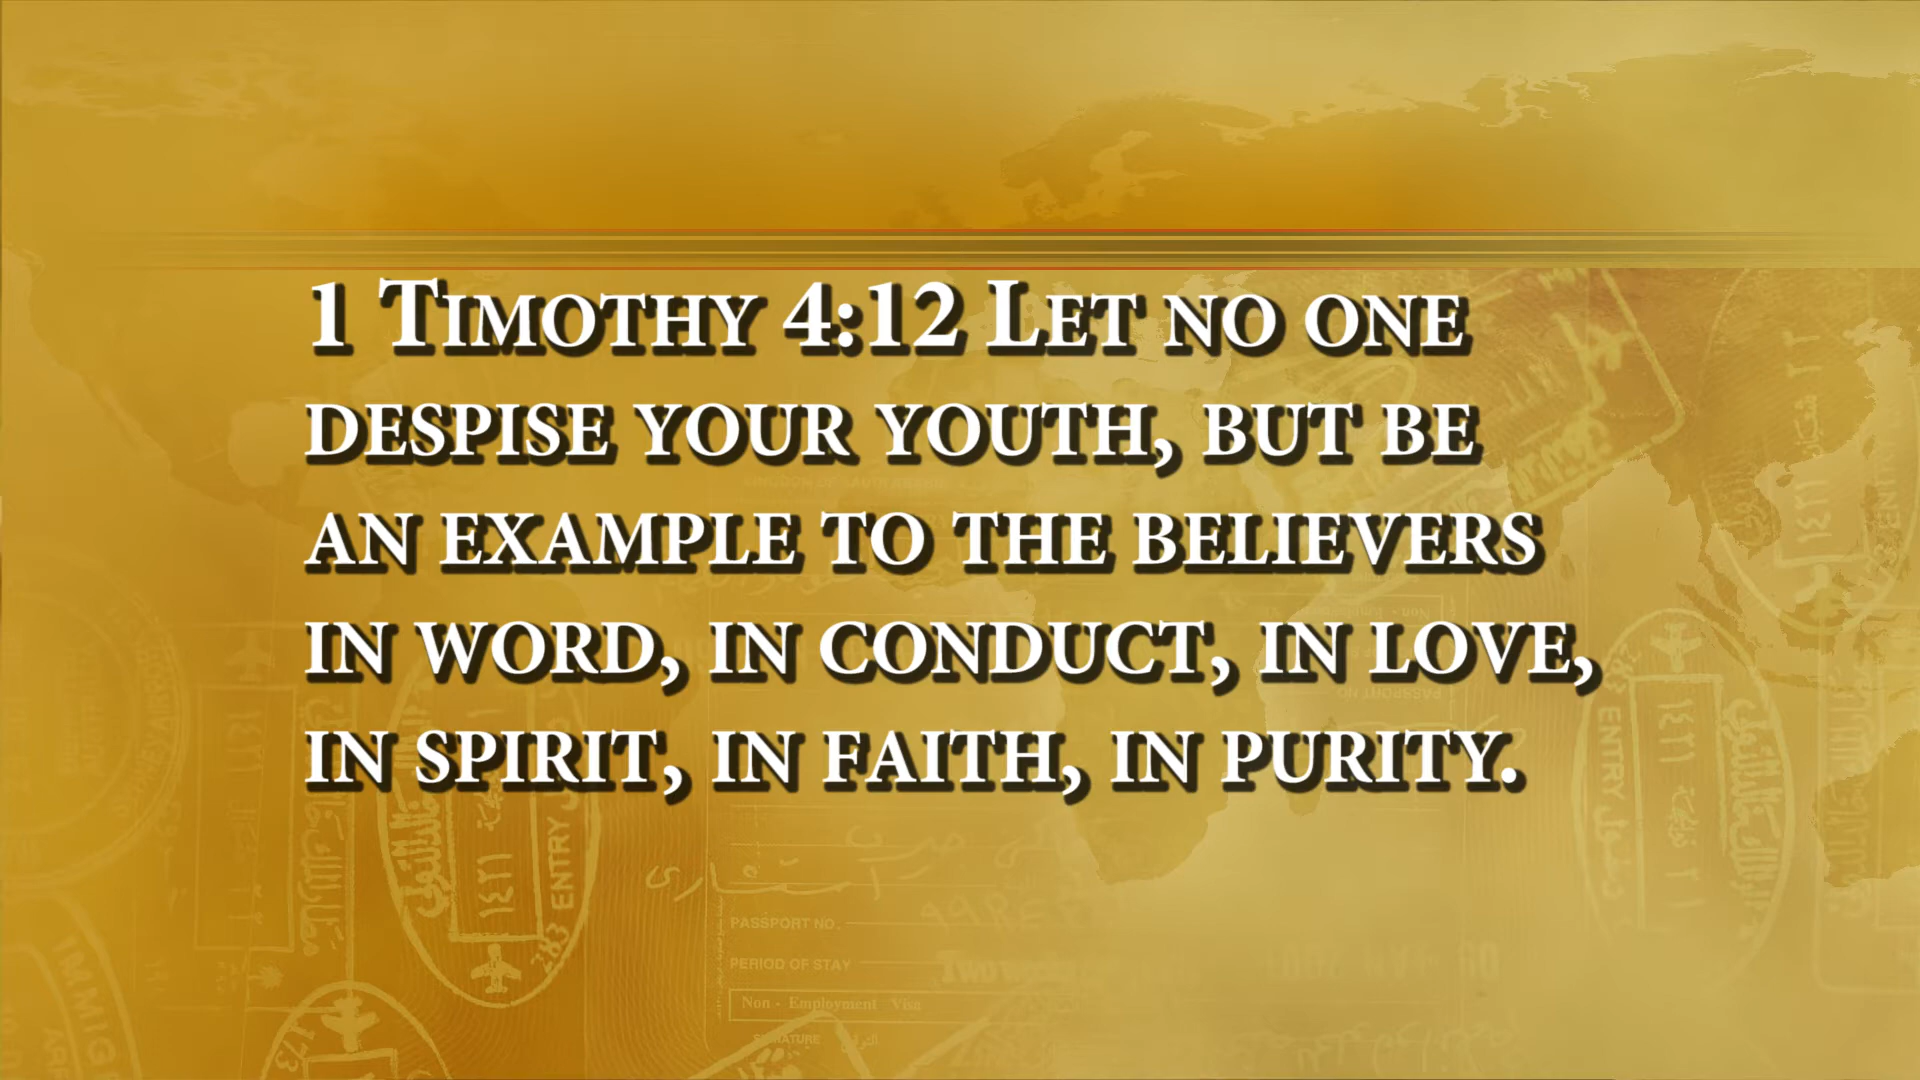 1 Timothy 4:12 Let no one
despise your youth, but be
an example to the believers
in word, in conduct, in love,
in spirit, in faith, in purity.
ENTRY
ENTRY
PASSPORT NO.
PERIOD OF STAY
Non - Employment Visa
SIGNATURE